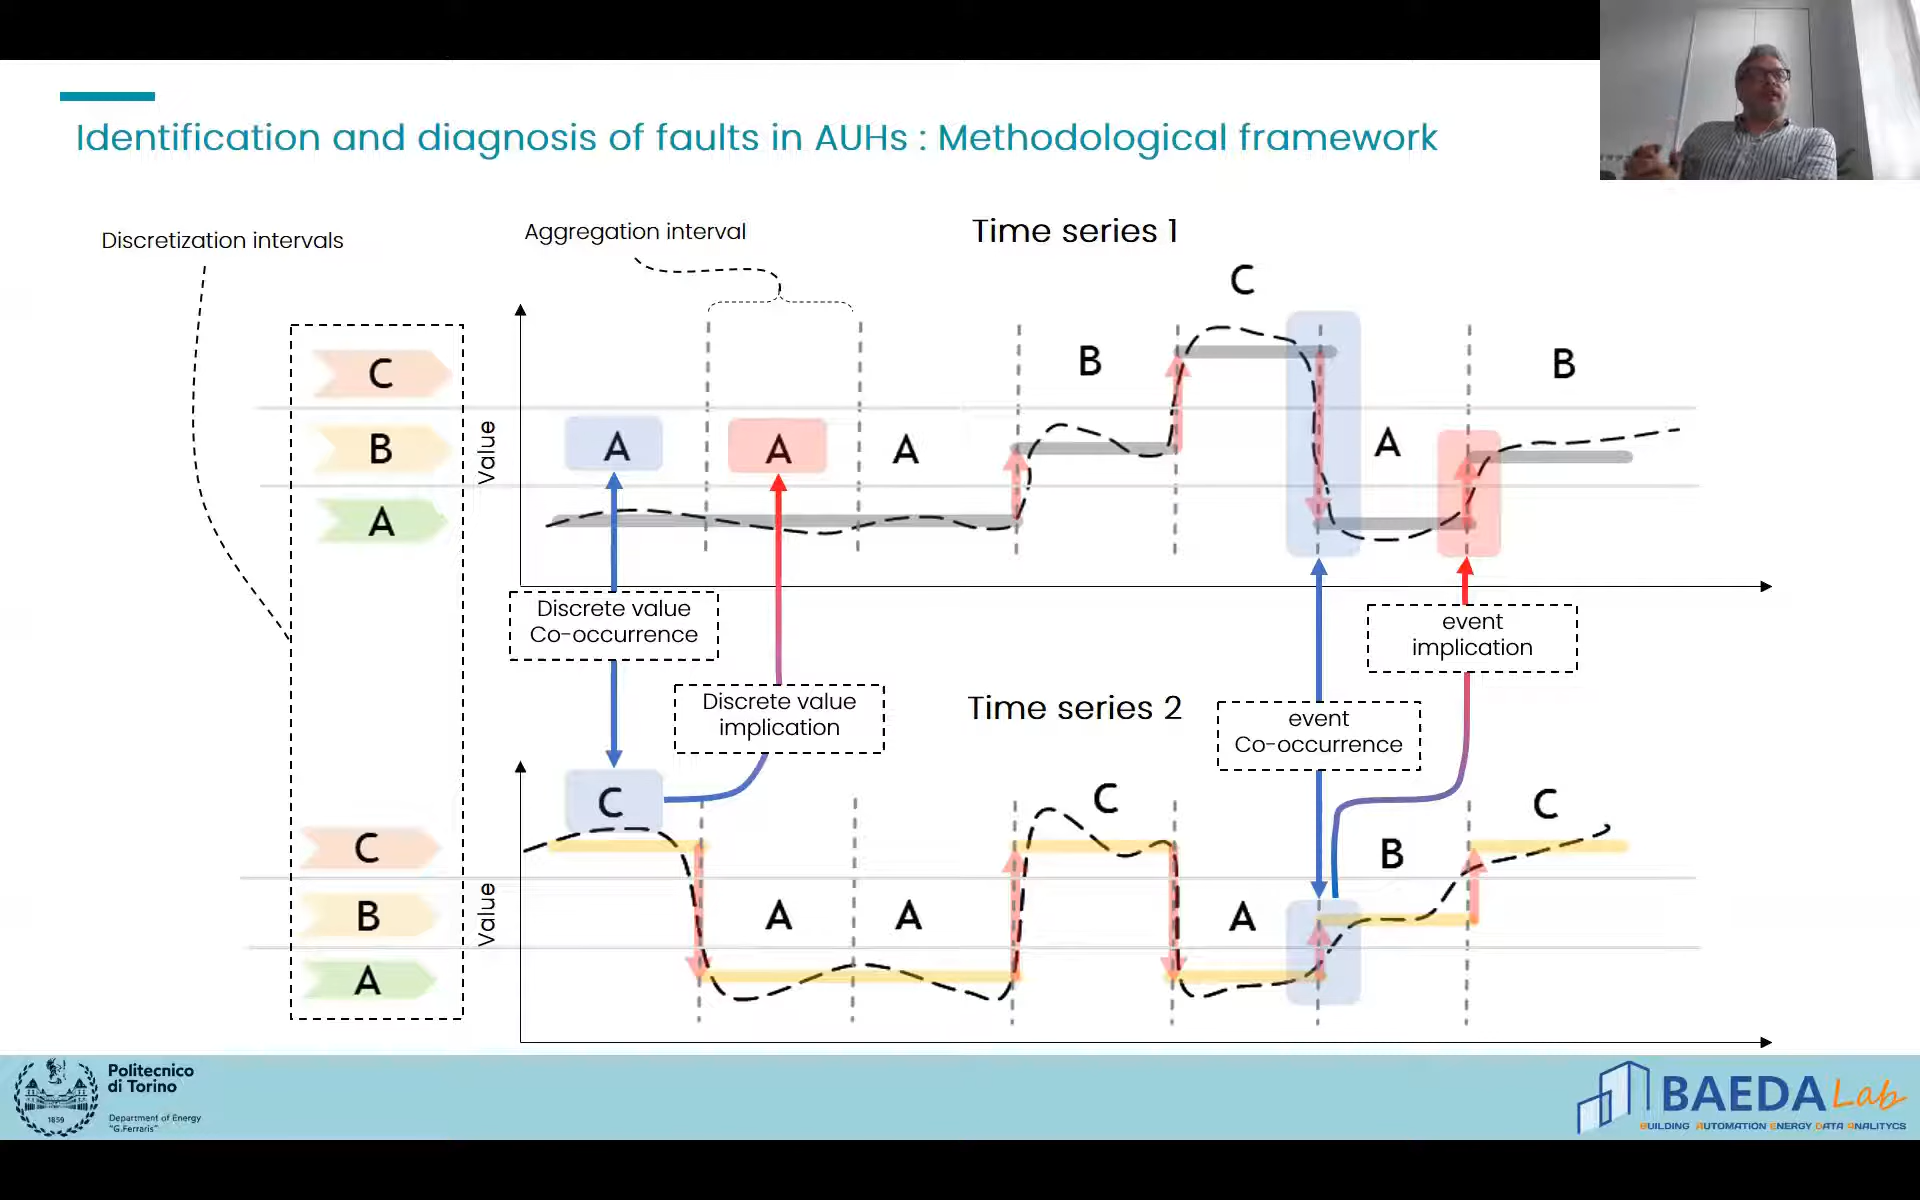 Identification and diagnosis of faults in AUHs : Methodological framework
Discretization intervals
Aggregation interval
Time series 1
C
B
A
Value
A
A
A
B
C
A
B
Discrete value
Co-occurrence
Discrete value
implication
event
implication
event
Co-occurrence
Time series 2
C
B
A
Value
C
A
A
C
A
B
C
Politecnico
di Torino
Department of Energy
"G.Ferraris"
1859
BAEDA Lab
BUILDING AUTOMATION ENERGY DATA ANALITYCS